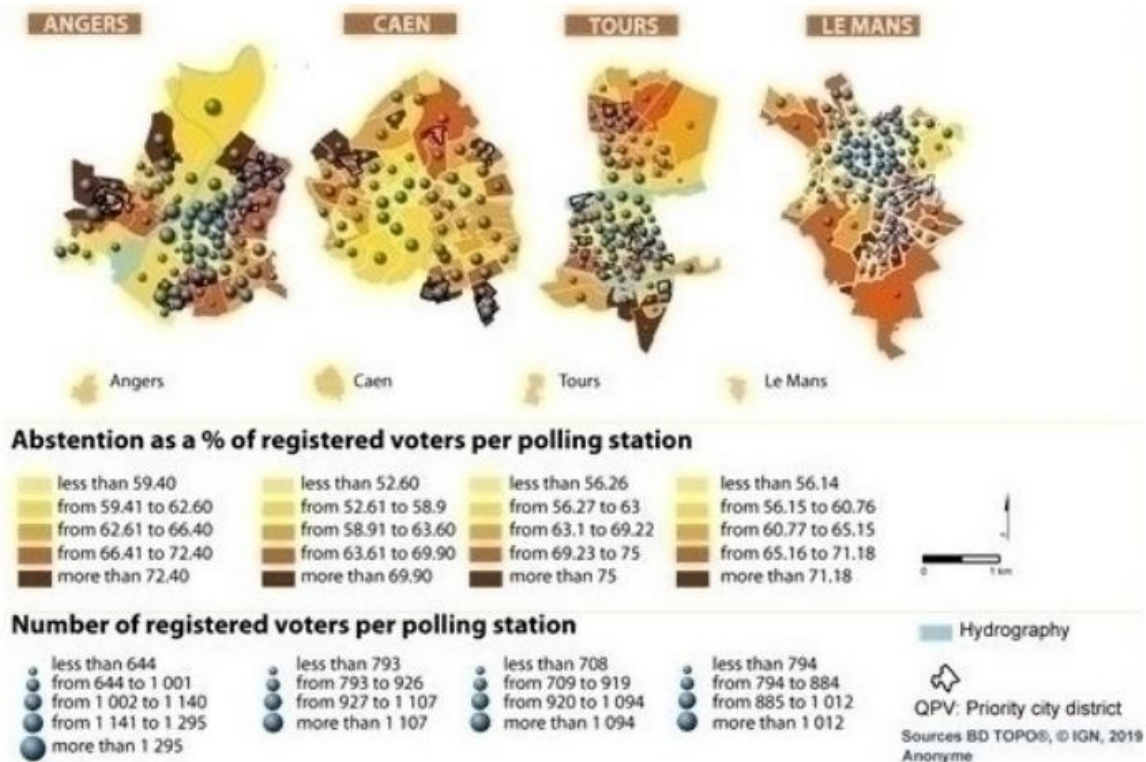 ANGERS
CAEN
TOURS
LE MANS
Angers
Caen
Tours
Le Mans
Abstention as a % of registered voters per polling station
less than 59.40
from 59.41 to 62.60
from 62.61 to 66.40
from 66.41 to 72.40
more than 72.40
less than 52.60
from 52.61 to 58.9
from 58.91 to 63.60
from 63.61 to 69.90
more than 69.90
less than 56.26
from 56.27 to 63
from 63.1 to 69.22
from 69.23 to 75
more than 75
less than 56.14
from 56.15 to 60.76
from 60.77 to 65.15
from 65.16 to 71.18
more than 71.18
0 1 km
Number of registered voters per polling station
less than 644
from 644 to 1 001
from 1 002 to 1 140
from 1 141 to 1 295
more than 1 295
less than 793
from 793 to 926
from 927 to 1 107
more than 1 107
less than 708
from 709 to 919
from 920 to 1 094
more than 1 094
less than 794
from 794 to 884
from 885 to 1 012
more than 1 012
Hydrography
QPV: Priority city district
Sources BD TOPO®, © IGN, 2019
Anonyme